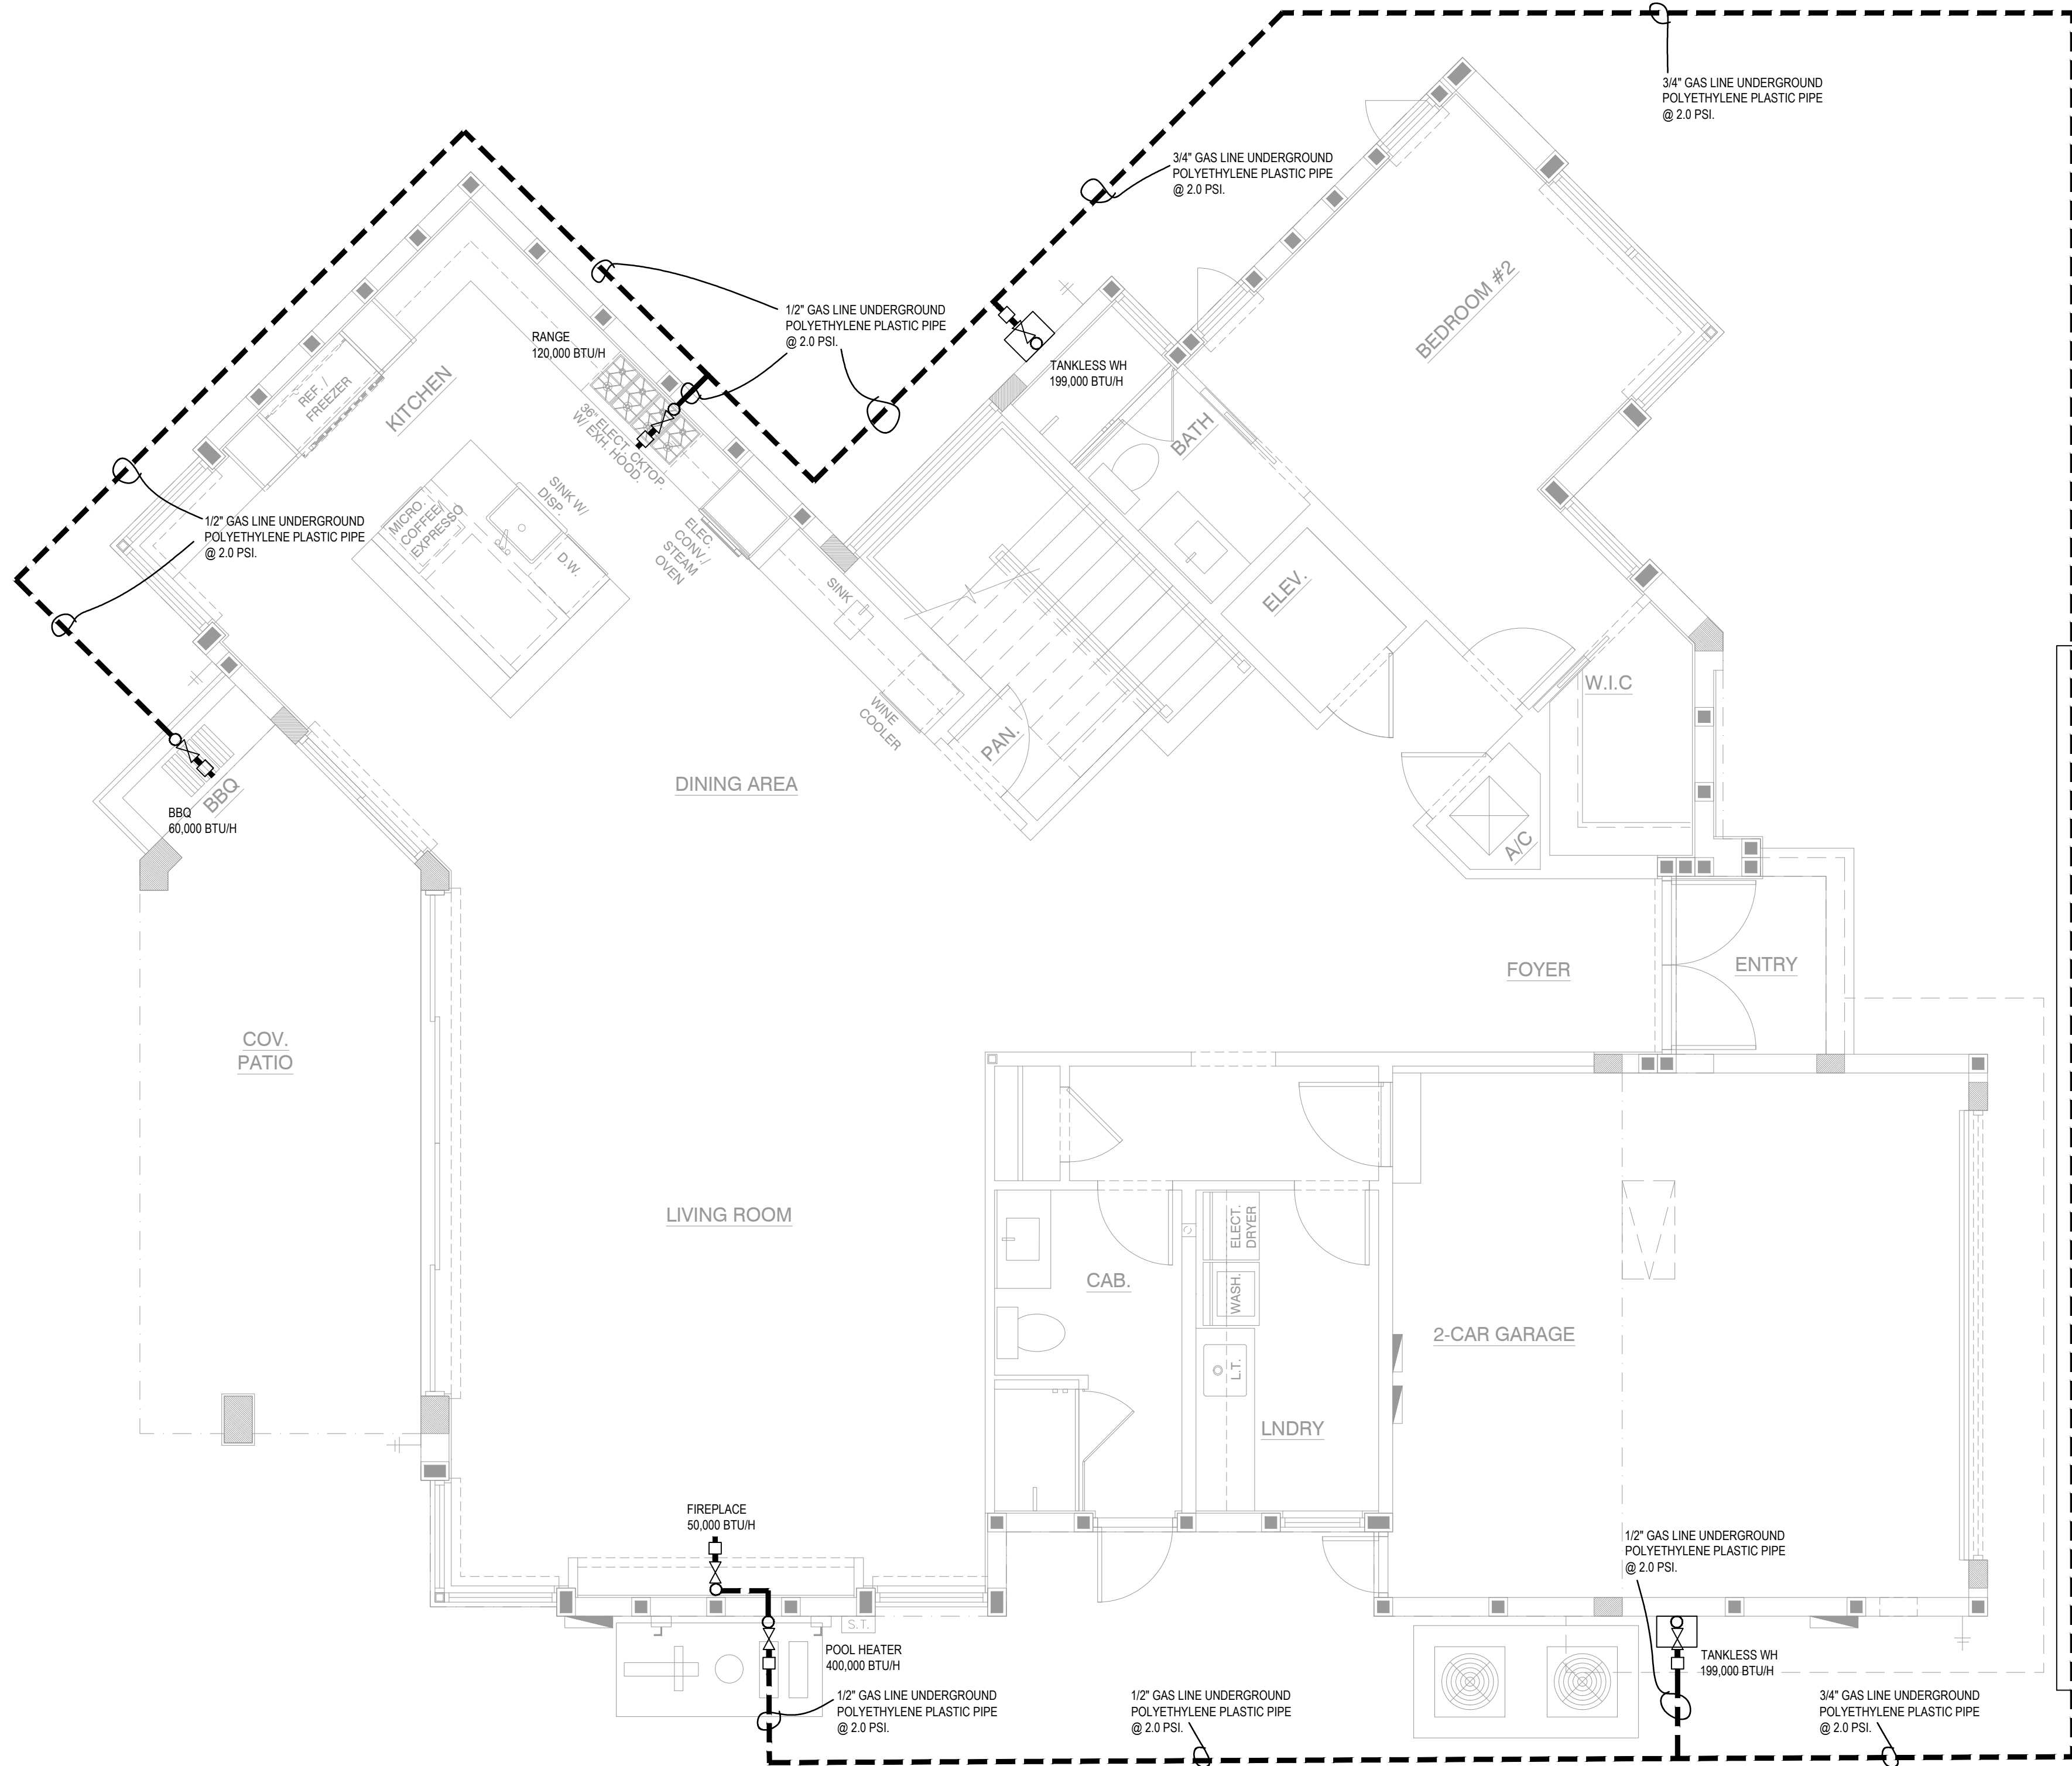 3/4" GAS LINE UNDERGROUND
POLYETHYLENE PLASTIC PIPE
@ 2.0 PSI.
3/4" GAS LINE UNDERGROUND
POLYETHYLENE PLASTIC PIPE
@ 2.0 PSI.
1/2" GAS LINE UNDERGROUND
POLYETHYLENE PLASTIC PIPE
@ 2.0 PSI.
RANGE
120,000 BTU/H
TANKLESS WH
199,000 BTU/H
BEDROOM #2
REF. /
FREEZER
KITCHEN
36" ELECT. CKTOP.
W/ EXH. HOOD.
BATH
1/2" GAS LINE UNDERGROUND
POLYETHYLENE PLASTIC PIPE
@ 2.0 PSI.
MICRO.
COFFEE/
EXPRESSO
SINK W/
DISP.
D.W.
ELEC.
CONV./
STEAM
OVEN
SINK
ELEV.
WINE
COOLER
PAN.
W.I.C
DINING AREA
BBQ
BBQ
60,000 BTU/H
A/C
FOYER
ENTRY
COV.
PATIO
LIVING ROOM
ELECT.
DRYER
WASH.
CAB.
L.T.
2-CAR GARAGE
LNDRY
FIREPLACE
50,000 BTU/H
1/2" GAS LINE UNDERGROUND
POLYETHYLENE PLASTIC PIPE
@ 2.0 PSI.
S.T.
POOL HEATER
400,000 BTU/H
TANKLESS WH
199,000 BTU/H
1/2" GAS LINE UNDERGROUND
POLYETHYLENE PLASTIC PIPE
@ 2.0 PSI.
1/2" GAS LINE UNDERGROUND
POLYETHYLENE PLASTIC PIPE
@ 2.0 PSI.
3/4" GAS LINE UNDERGROUND
POLYETHYLENE PLASTIC PIPE
@ 2.0 PSI.